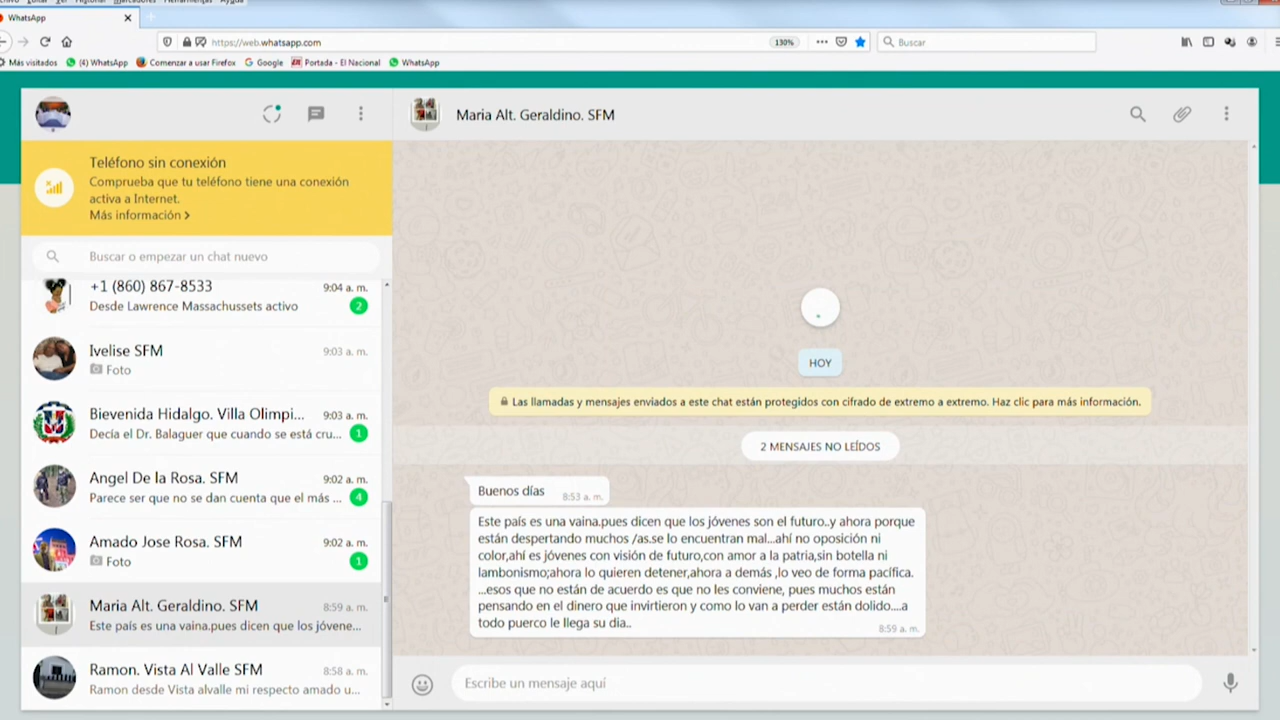 Editar Ver Historial Marcadores Herramientas Ayuda
WhatsApp
https://web.whatsapp.com
130%
Buscar
Más visitados
(4) WhatsApp
Comenzar a usar Firefox
Google
Portada - El Nacional
WhatsApp
Teléfono sin conexión
Comprueba que tu teléfono tiene una conexión
activa a Internet.
Más información >
Buscar o empezar un chat nuevo
+1 (860) 867-8533 9:04 a. m.
Desde Lawrence Massachussets activo 2
Ivelise SFM 9:03 a. m.
Foto
Bievenida Hidalgo. Villa Olimpi... 9:03 a. m.
Decía el Dr. Balaguer que cuando se está cru... 1
Angel De la Rosa. SFM 9:02 a. m.
Parece ser que no se dan cuenta que el más ... 4
Amado Jose Rosa. SFM 9:02 a. m.
Foto 1
Maria Alt. Geraldino. SFM 8:59 a. m.
Este país es una vaina.pues dicen que los jóvene...
Ramon. Vista Al Valle SFM 8:58 a. m.
Ramon desde Vista alvalle mi respecto amado u...
Maria Alt. Geraldino. SFM
HOY
Las llamadas y mensajes enviados a este chat están protegidos con cifrado de extremo a extremo. Haz clic para más información.
2 MENSAJES NO LEÍDOS
Buenos días 8:53 a. m.
Este país es una vaina.pues dicen que los jóvenes son el futuro..y ahora porque
están despertando muchos /as.se lo encuentran mal...ahí no oposición ni
color,ahí es jóvenes con visión de futuro,con amor a la patria,sin botella ni
lambonismo;ahora lo quieren detener,ahora a demás ,lo veo de forma pacífica.
...esos que no están de acuerdo es que no les conviene, pues muchos están
pensando en el dinero que invirtieron y como lo van a perder están dolido....a
todo puerco le llega su dia..
8:59 a. m.
Escribe un mensaje aquí